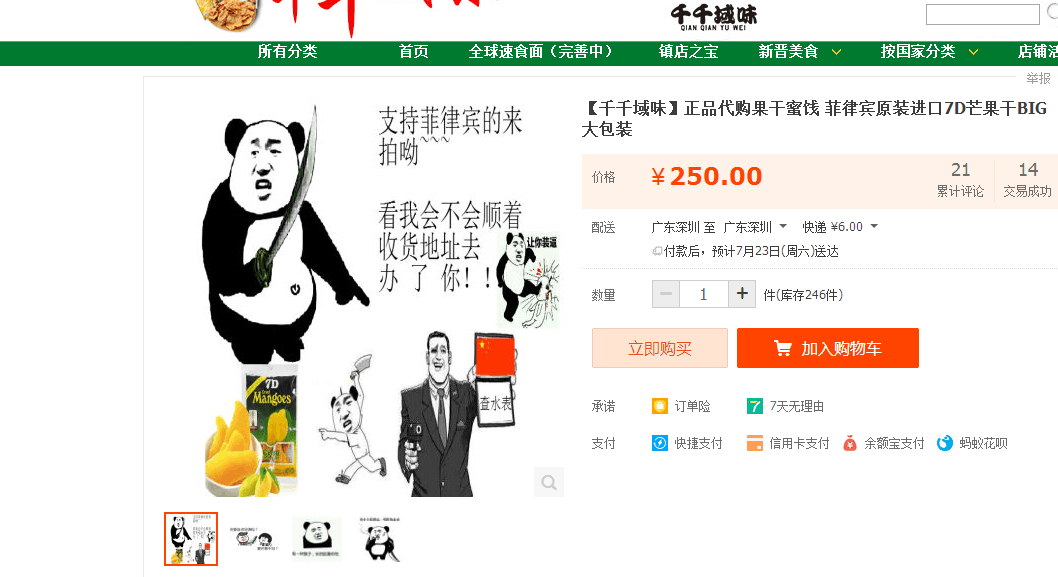 千千域味
QIAN QIAN YU WEI
所有分类 首页 全球速食面（完善中） 镇店之宝 新晋美食 按国家分类 店铺活
举报
支持菲律宾的来
拍呦~~~
看我会不会顺着
收货地址去
办了你！！
让你装逼
7D
Mangoes
查水表
【千千域味】正品代购果干蜜饯 菲律宾原装进口7D芒果干BIG
大包装
价格 ¥250.00
21 累计评论
14 交易成功
配送 广东深圳 至 广东深圳 快递 ¥6.00
付款后，预计7月23日(周六)送达
数量 − 1 + 件(库存246件)
立即购买 加入购物车
承诺 订单险 7天无理由
支付 快捷支付 信用卡支付 余额宝支付 蚂蚁花呗